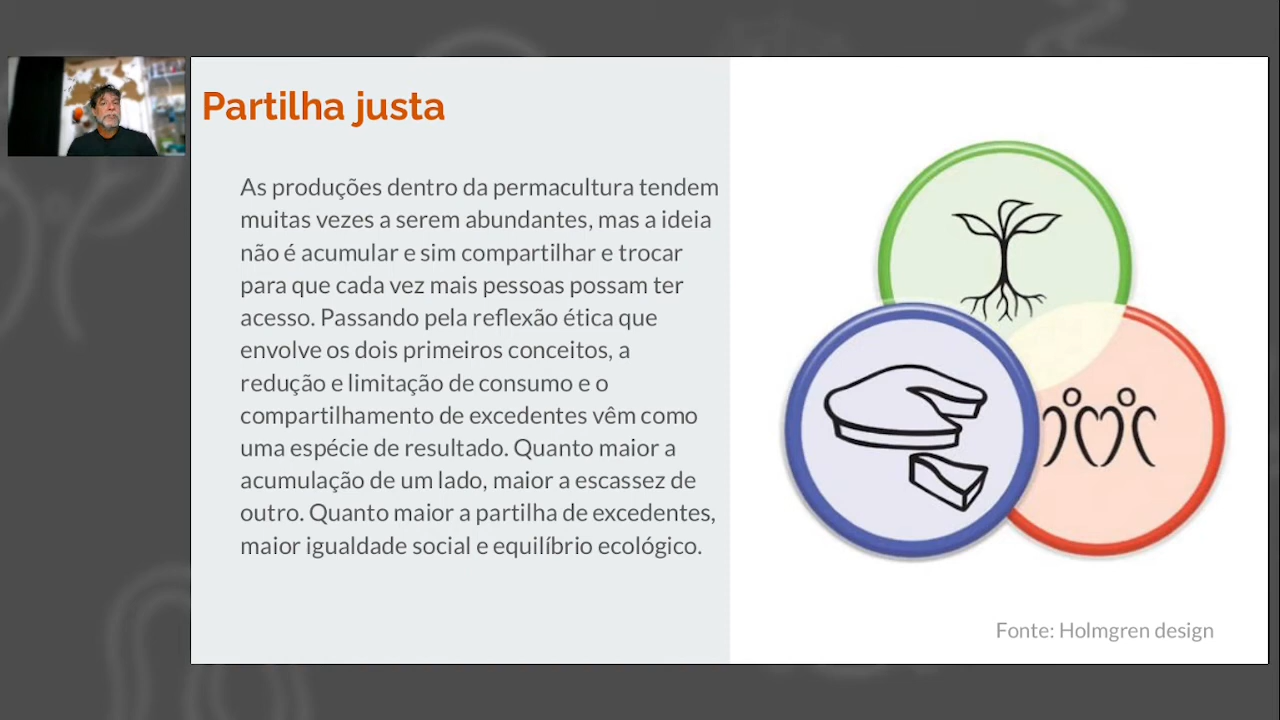 Partilha justa
As produções dentro da permacultura tendem
muitas vezes a serem abundantes, mas a ideia
não é acumular e sim compartilhar e trocar
para que cada vez mais pessoas possam ter
acesso. Passando pela reflexão ética que
envolve os dois primeiros conceitos, a
redução e limitação de consumo e o
compartilhamento de excedentes vêm como
uma espécie de resultado. Quanto maior a
acumulação de um lado, maior a escassez de
outro. Quanto maior a partilha de excedentes,
maior igualdade social e equilíbrio ecológico.
Fonte: Holmgren design